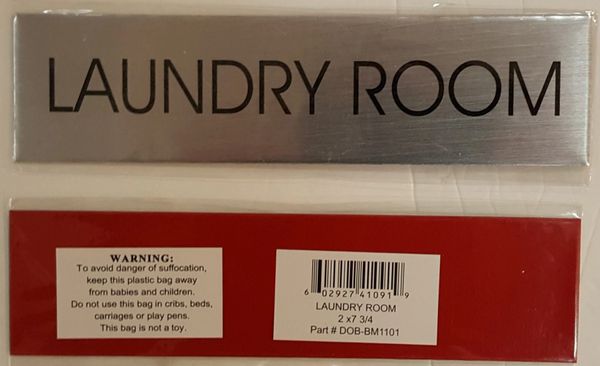 LAUNDRY ROOM
WARNING:
To avoid danger of suffocation,
keep this plastic bag away
from babies and children.
Do not use this bag in cribs, beds,
carriages or play pens.
This bag is not a toy.
6 02927 41091 9
LAUNDRY ROOM
2 x7 3/4
Part # DOB-BM1101